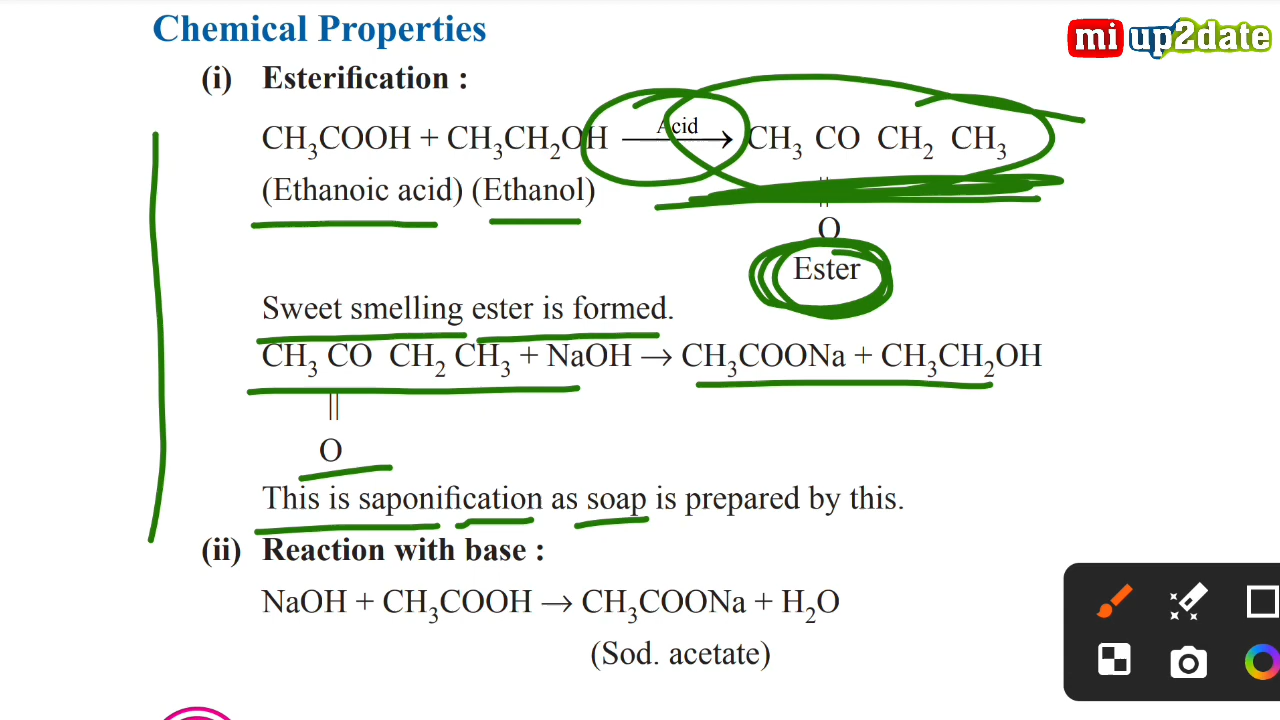 Chemical Properties
mi up2date
(i) Esterification :
CH₃COOH + CH₃CH₂OH —Acid→ CH₃ CO CH₂ CH₃
(Ethanoic acid) (Ethanol)
||
O
Ester
Sweet smelling ester is formed.
CH₃ CO CH₂ CH₃ + NaOH → CH₃COONa + CH₃CH₂OH
||
O
This is saponification as soap is prepared by this.
(ii) Reaction with base :
NaOH + CH₃COOH → CH₃COONa + H₂O
(Sod. acetate)